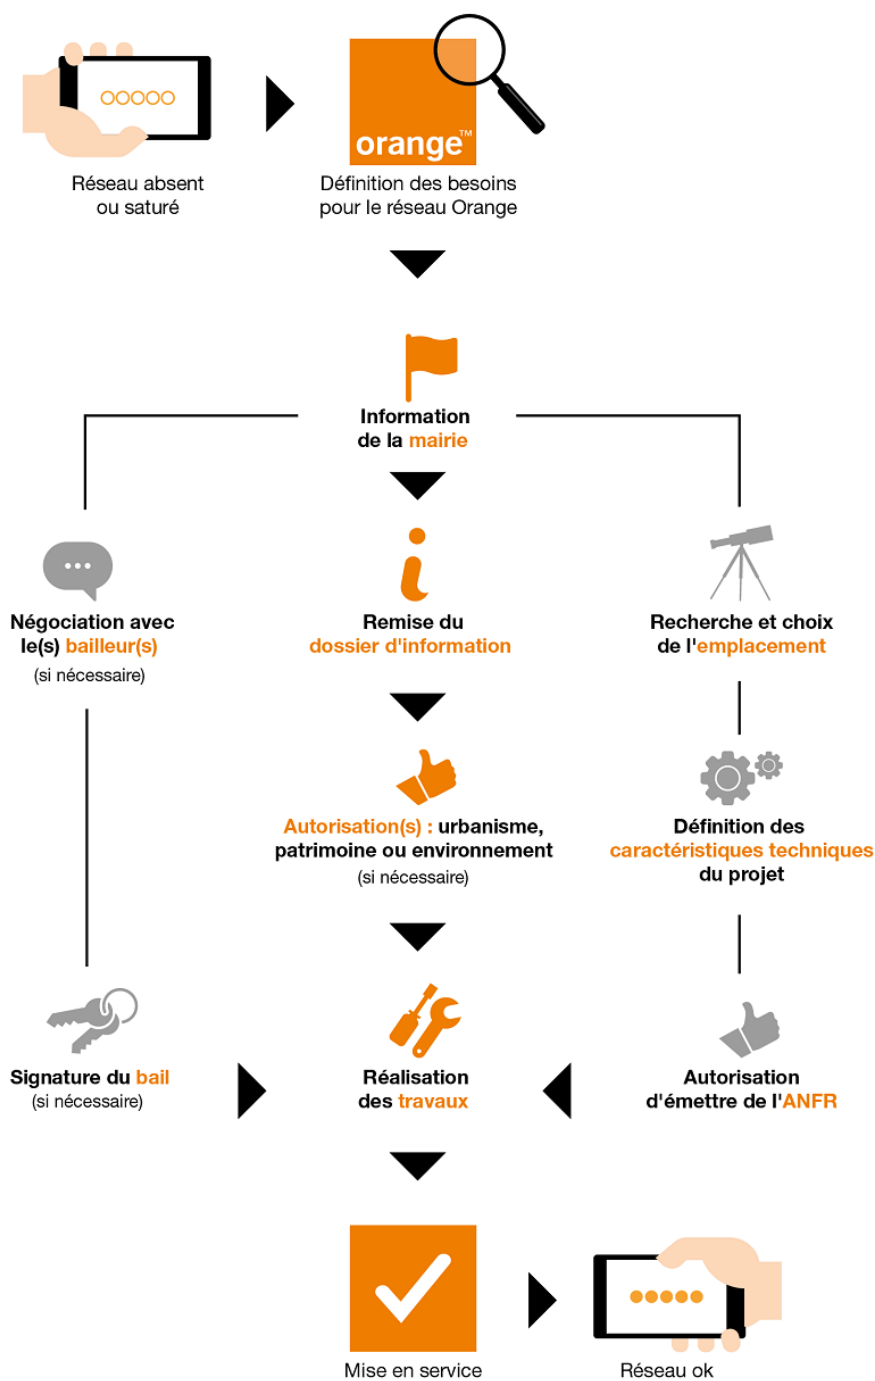 orange™
Réseau absent
ou saturé
Définition des besoins
pour le réseau Orange
Information
de la mairie
Négociation avec
le(s) bailleur(s)
(si nécessaire)
Remise du
dossier d'information
Recherche et choix
de l'emplacement
Autorisation(s) : urbanisme,
patrimoine ou environnement
(si nécessaire)
Définition des
caractéristiques techniques
du projet
Signature du bail
(si nécessaire)
Réalisation
des travaux
Autorisation
d'émettre de l'ANFR
Mise en service
Réseau ok